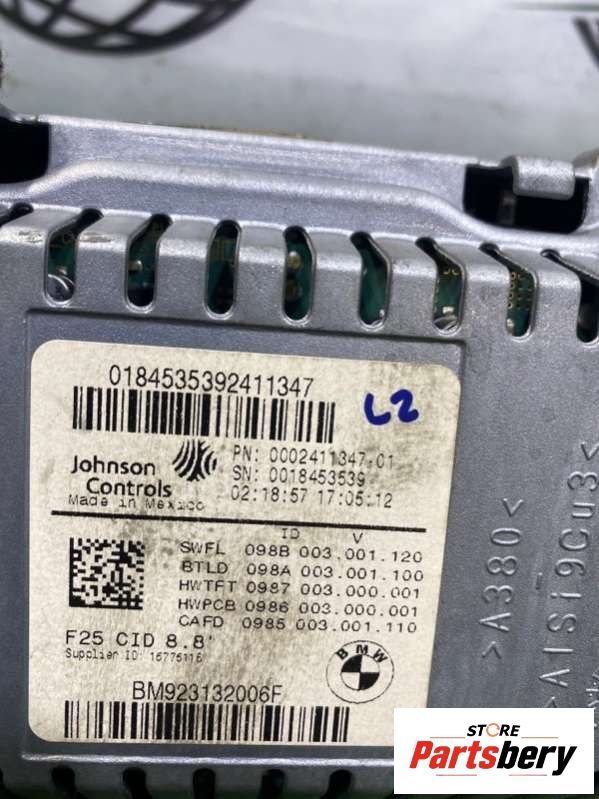 0184535392411347
L2
Johnson
Controls
Made in Mexico
PN: 0002411347-01
SN: 0018453539
02:18:57 17:05:12
ID V
SWFL 098B 003.001.120
BTLD 098A 003.001.100
HWTFT 0987 003.000.001
HWPCB 0986 003.000.001
CAFD 0985 003.001.110
F25 CID 8.8"
Supplier ID: 15775116
BMW
BM923132006F
>A380<
>AlSi9Cu3<
STORE
Partsbery